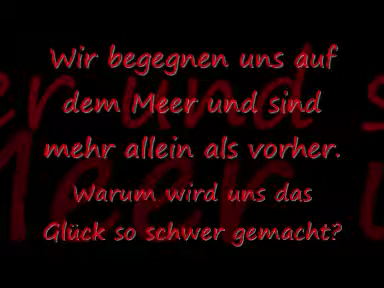 Wir begegnen uns auf
dem Meer und sind
mehr allein als vorher.
Warum wird uns das
Glück so schwer gemacht?